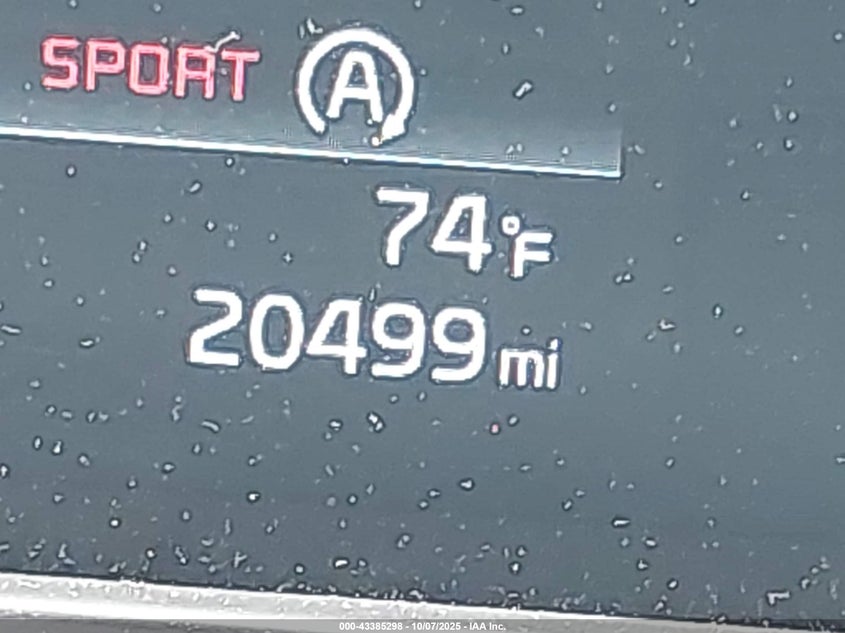 SPORT A
74°F
20499 mi
000-43385298 - 10/07/2025 - IAA Inc.